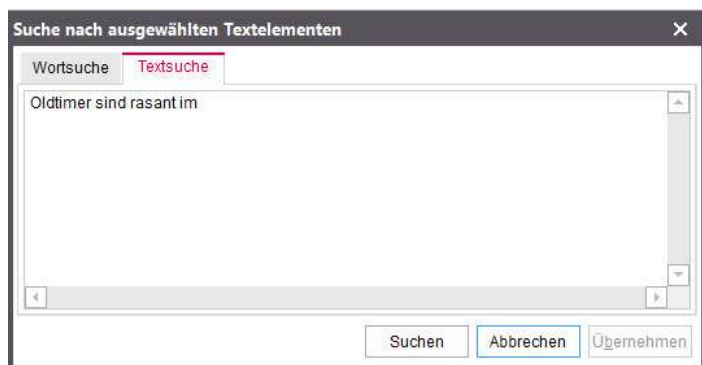 Suche nach ausgewählten Textelementen
Wortsuche Textsuche
Oldtimer sind rasant im
Suchen Abbrechen Übernehmen